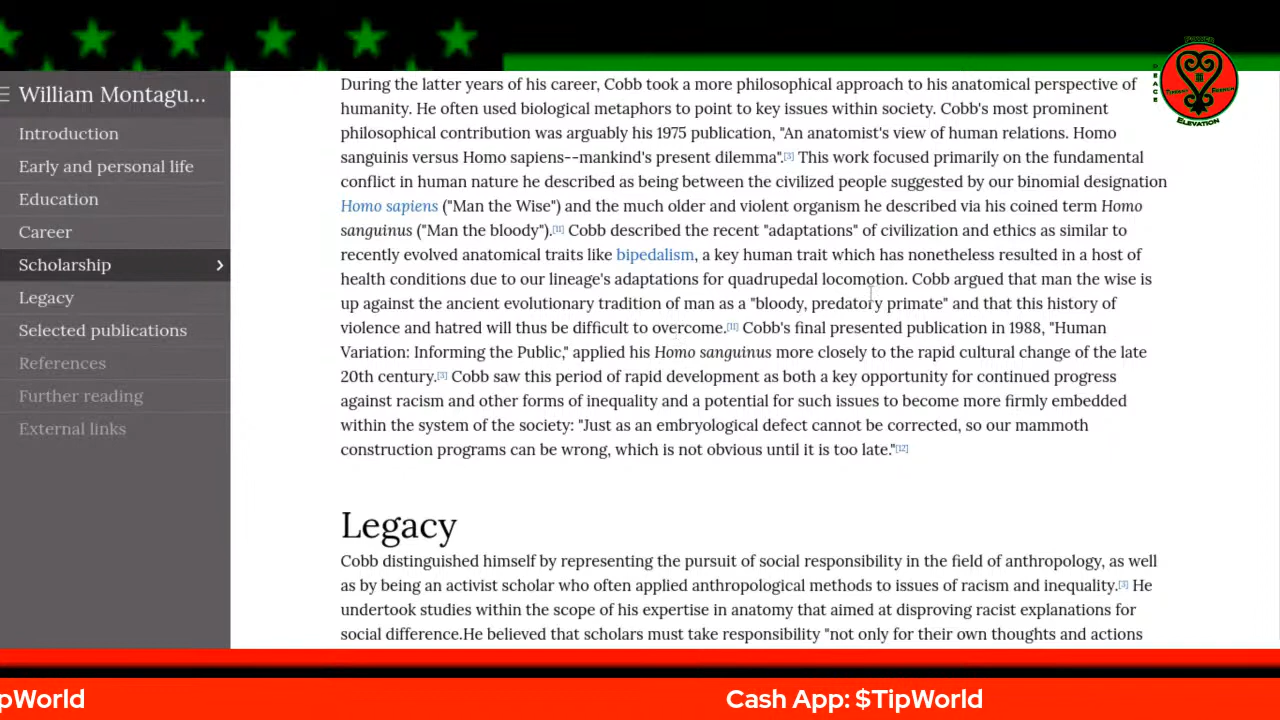 During the latter years of his career, Cobb took a more philosophical approach to his anatomical perspective of
humanity. He often used biological metaphors to point to key issues within society. Cobb's most prominent
philosophical contribution was arguably his 1975 publication, "An anatomist's view of human relations. Homo
sanguinis versus Homo sapiens--mankind's present dilemma".[3] This work focused primarily on the fundamental
conflict in human nature he described as being between the civilized people suggested by our binomial designation
Homo sapiens ("Man the Wise") and the much older and violent organism he described via his coined term Homo
sanguinus ("Man the bloody").[11] Cobb described the recent "adaptations" of civilization and ethics as similar to
recently evolved anatomical traits like bipedalism, a key human trait which has nonetheless resulted in a host of
health conditions due to our lineage's adaptations for quadrupedal locomotion. Cobb argued that man the wise is
up against the ancient evolutionary tradition of man as a "bloody, predatory primate" and that this history of
violence and hatred will thus be difficult to overcome.[11] Cobb's final presented publication in 1988, "Human
Variation: Informing the Public," applied his Homo sanguinus more closely to the rapid cultural change of the late
20th century.[3] Cobb saw this period of rapid development as both a key opportunity for continued progress
against racism and other forms of inequality and a potential for such issues to become more firmly embedded
within the system of the society: "Just as an embryological defect cannot be corrected, so our mammoth
construction programs can be wrong, which is not obvious until it is too late."[12]
Legacy
Cobb distinguished himself by representing the pursuit of social responsibility in the field of anthropology, as well
as by being an activist scholar who often applied anthropological methods to issues of racism and inequality.[3] He
undertook studies within the scope of his expertise in anatomy that aimed at disproving racist explanations for
social difference.He believed that scholars must take responsibility "not only for their own thoughts and actions
William Montagu...
Introduction
Early and personal life
Education
Career
Scholarship
Legacy
Selected publications
References
Further reading
External links
POWER
PEACE
ELEVATION
pWorld
Cash App: $TipWorld